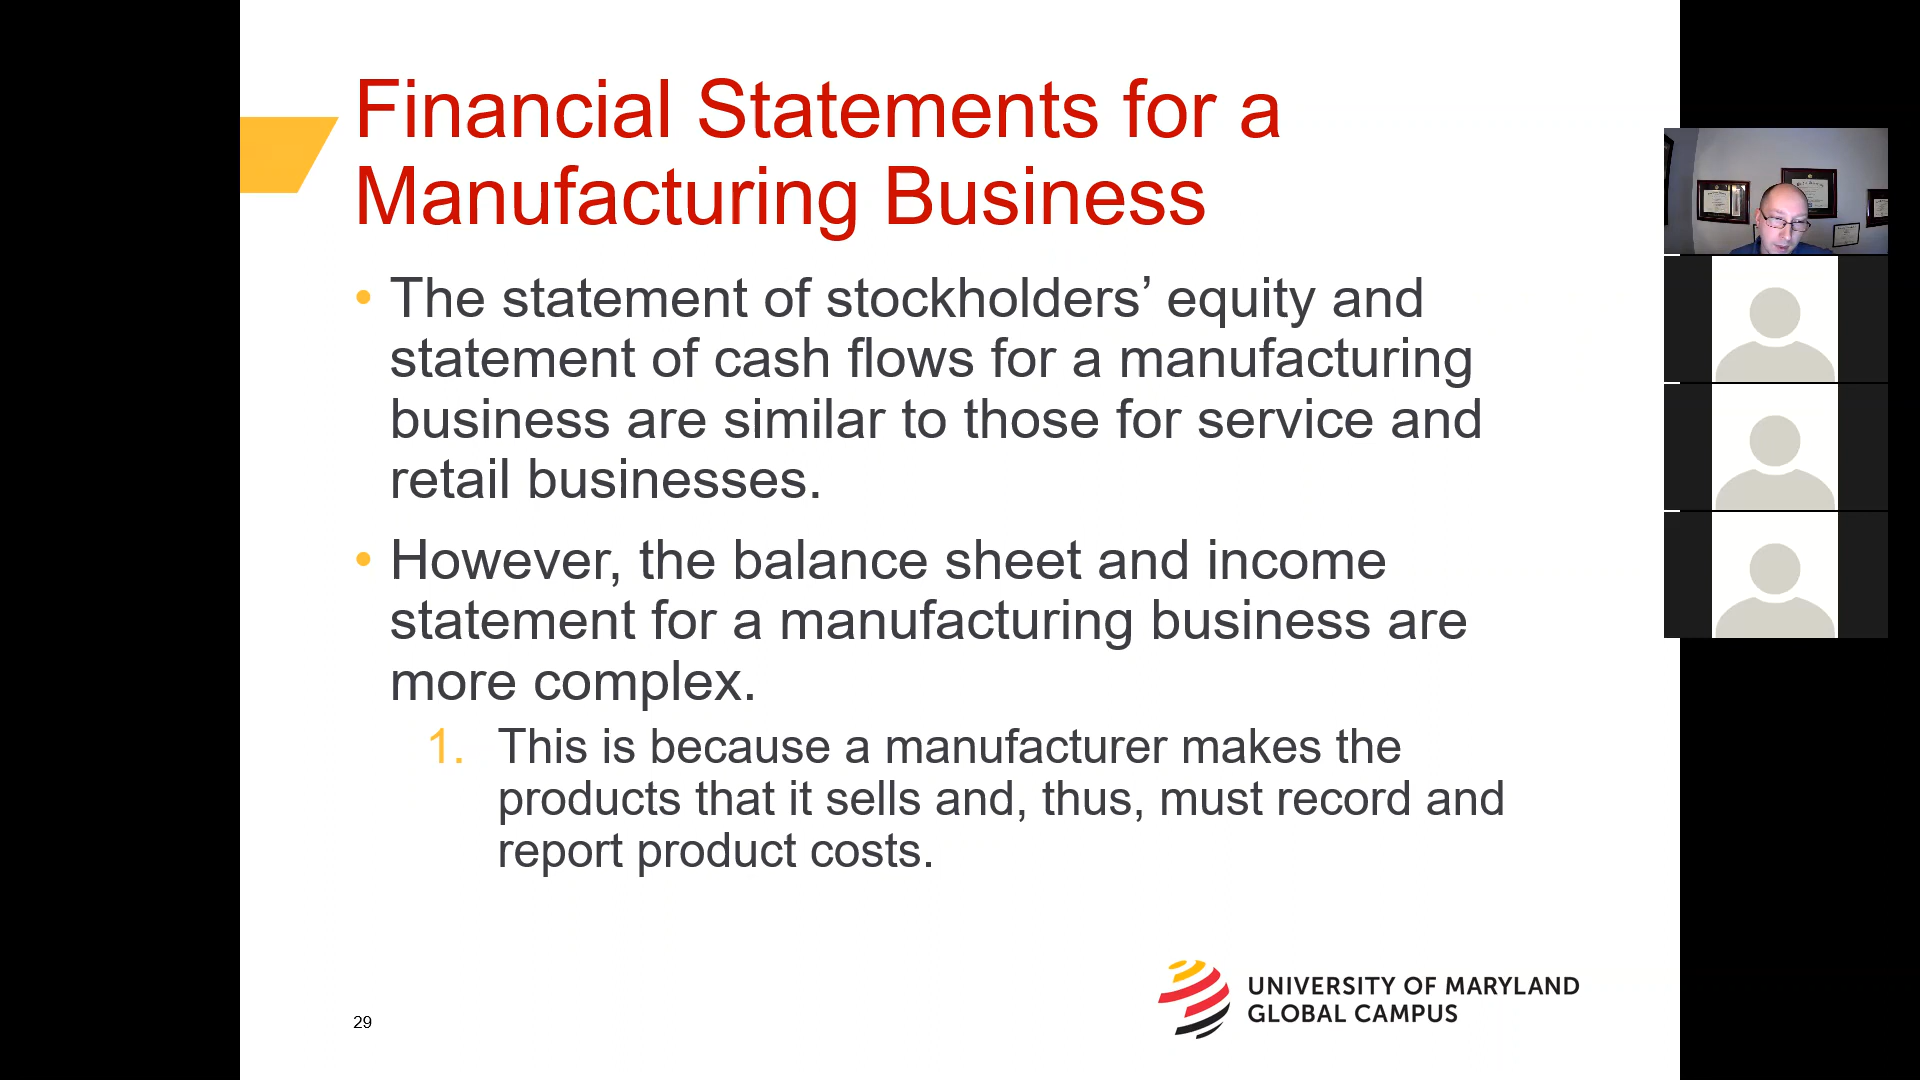 Financial Statements for a
Manufacturing Business
• The statement of stockholders’ equity and
statement of cash flows for a manufacturing
business are similar to those for service and
retail businesses.
• However, the balance sheet and income
statement for a manufacturing business are
more complex.
1. This is because a manufacturer makes the
products that it sells and, thus, must record and
report product costs.
UNIVERSITY OF MARYLAND
GLOBAL CAMPUS
29